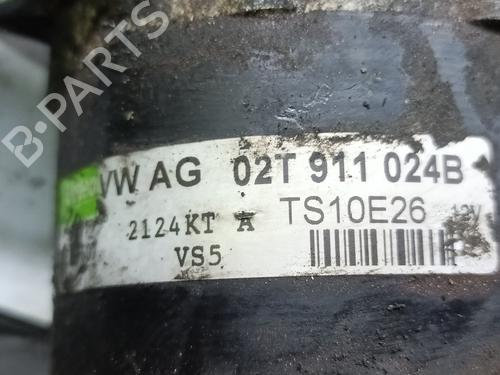 B-PARTS
VW AG 02T 911 024B
2124KT A TS10E26 12V
VS5